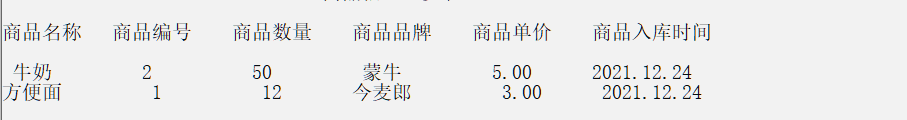 商品名称 商品编号 商品数量 商品品牌 商品单价 商品入库时间
牛奶 2 50 蒙牛 5.00 2021.12.24
方便面 1 12 今麦郎 3.00 2021.12.24